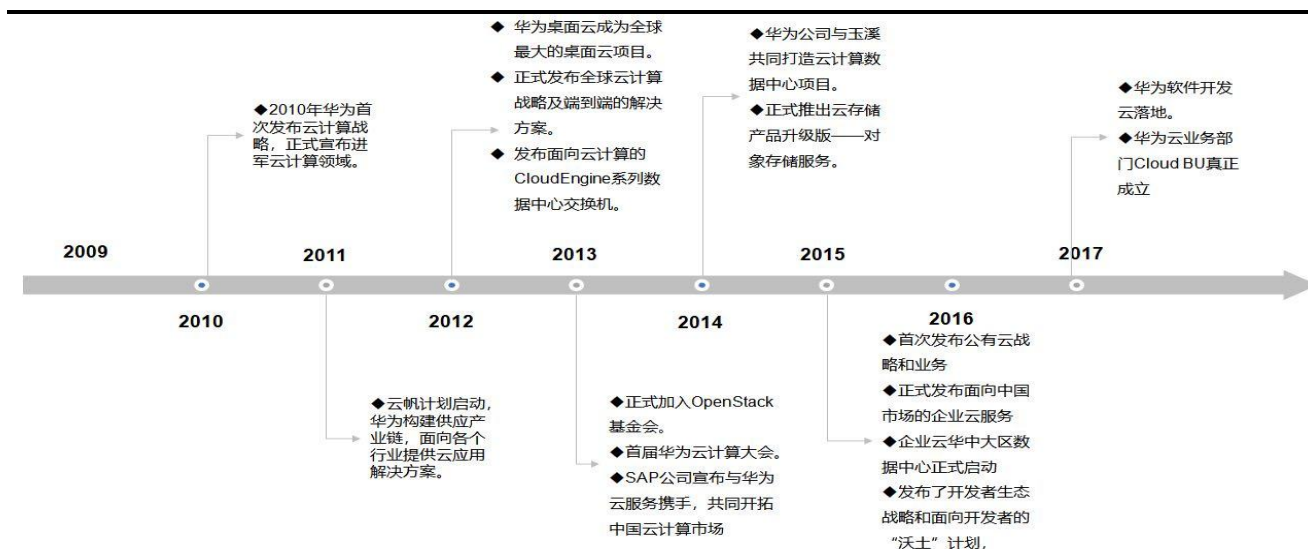 ◆ 华为桌面云成为全球
最大的桌面云项目。
◆ 正式发布全球云计算
战略及端到端的解决
方案。
◆ 发布面向云计算的
CloudEngine系列数
据中心交换机。
◆华为公司与玉溪
共同打造云计算数
据中心项目。
◆正式推出云存储
产品升级版——对
象存储服务。
◆华为软件开发
云落地。
◆华为云业务部
门Cloud BU真正
成立
◆2010年华为首
次发布云计算战
略，正式宣布进
军云计算领域。
2009
2011
2013
2015
2017
2010
2012
2014
2016
◆云帆计划启动，
华为构建供应产
业链，面向各个
行业提供云应用
解决方案。
◆正式加入OpenStack
基金会。
◆首届华为云计算大会。
◆SAP公司宣布与华为
云服务携手，共同开拓
中国云计算市场
◆首次发布公有云战
略和业务
◆正式发布面向中国
市场的企业云服务
◆企业云华中大区数
据中心正式启动
◆发布了开发者生态
战略和面向开发者的
“沃土”计划，